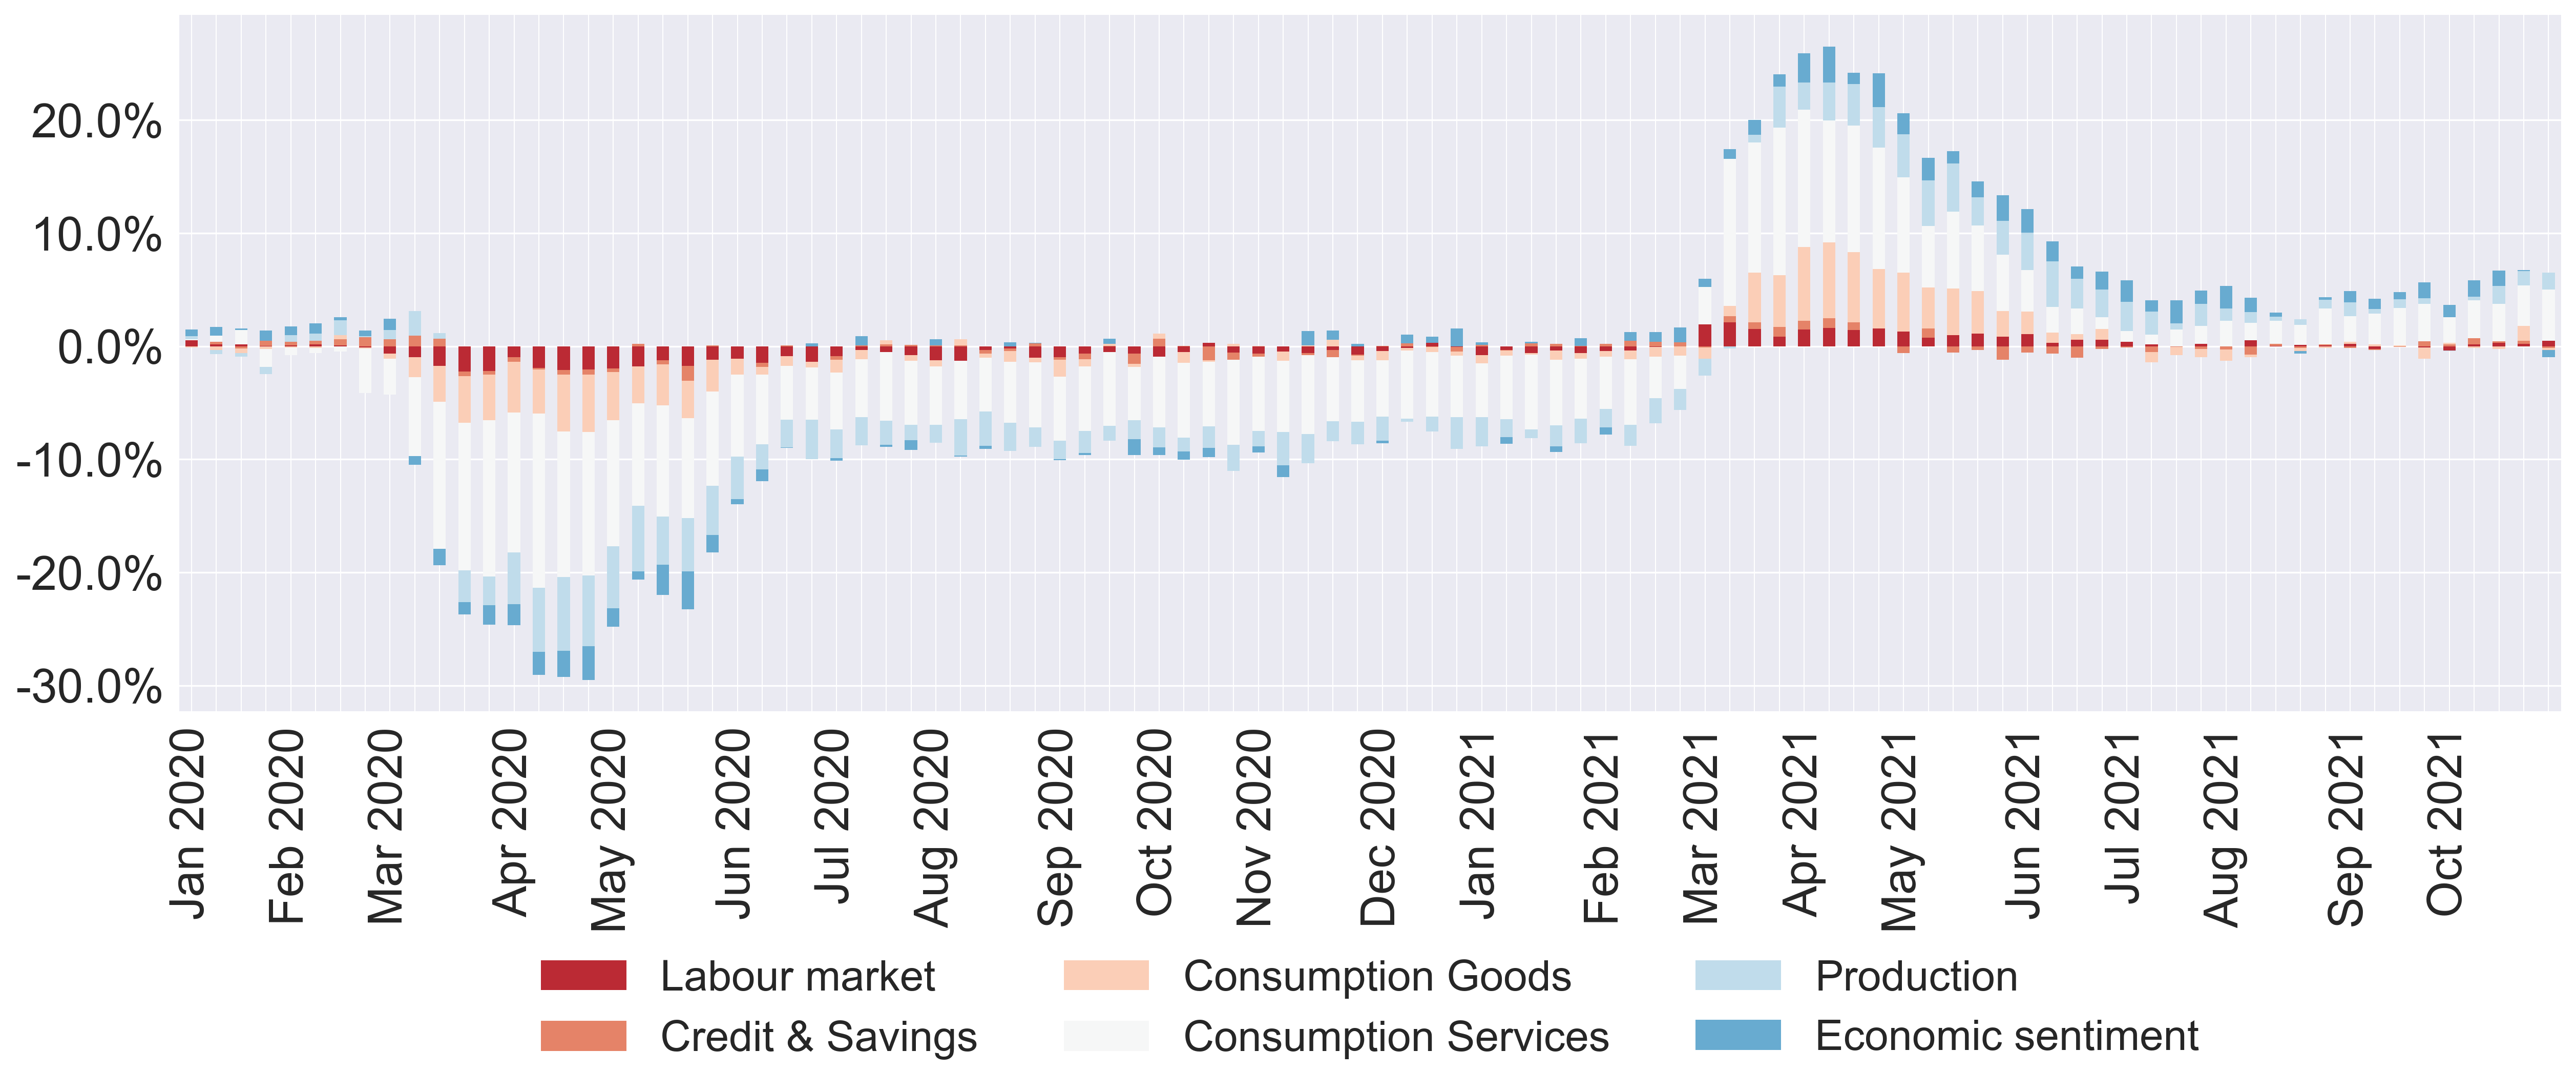 20.0%
10.0%
0.0%
-10.0%
-20.0%
-30.0%
Jan 2020
Feb 2020
Mar 2020
Apr 2020
May 2020
Jun 2020
Jul 2020
Aug 2020
Sep 2020
Oct 2020
Nov 2020
Dec 2020
Jan 2021
Feb 2021
Mar 2021
Apr 2021
May 2021
Jun 2021
Jul 2021
Aug 2021
Sep 2021
Oct 2021
Labour market
Consumption Goods
Production
Credit & Savings
Consumption Services
Economic sentiment